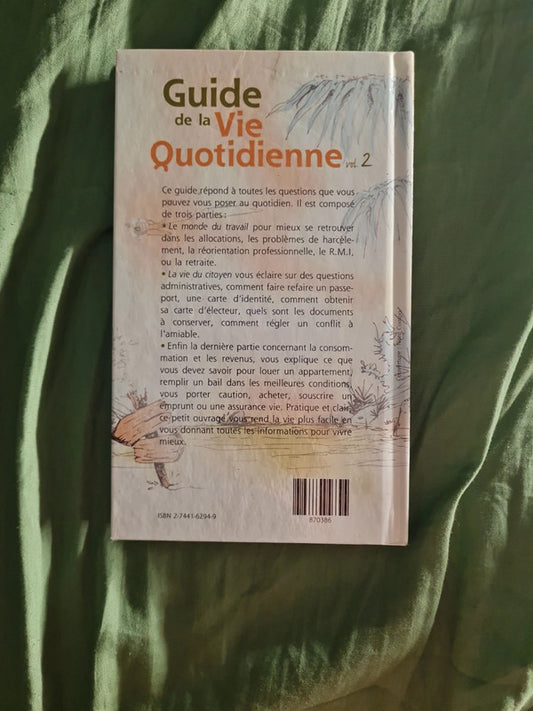 Guide
de la Vie
Quotidienne vol. 2
Ce guide répond à toutes les questions que vous
pouvez vous poser au quotidien. Il est composé
de trois parties :
* Le monde du travail pour mieux se retrouver
dans les allocations, les problèmes de harcèle-
ment, la réorientation professionnelle, le R.M.I,
ou la retraite.
* La vie du citoyen vous éclaire sur des questions
administratives, comment faire refaire un passe-
port, une carte d'identité, comment obtenir
sa carte d'électeur, quels sont les documents
à conserver, comment régler un conflit à
l'amiable.
* Enfin la dernière partie concernant la consom-
mation et les revenus, vous explique ce que
vous devez savoir pour louer un appartement,
remplir un bail dans les meilleures conditions,
vous porter caution, acheter, souscrire un
emprunt ou une assurance vie. Pratique et clair,
ce petit ouvrage vous rend la vie plus facile en
vous donnant toutes les informations pour vivre
mieux.
ISBN 2-7441-6294-9
870386